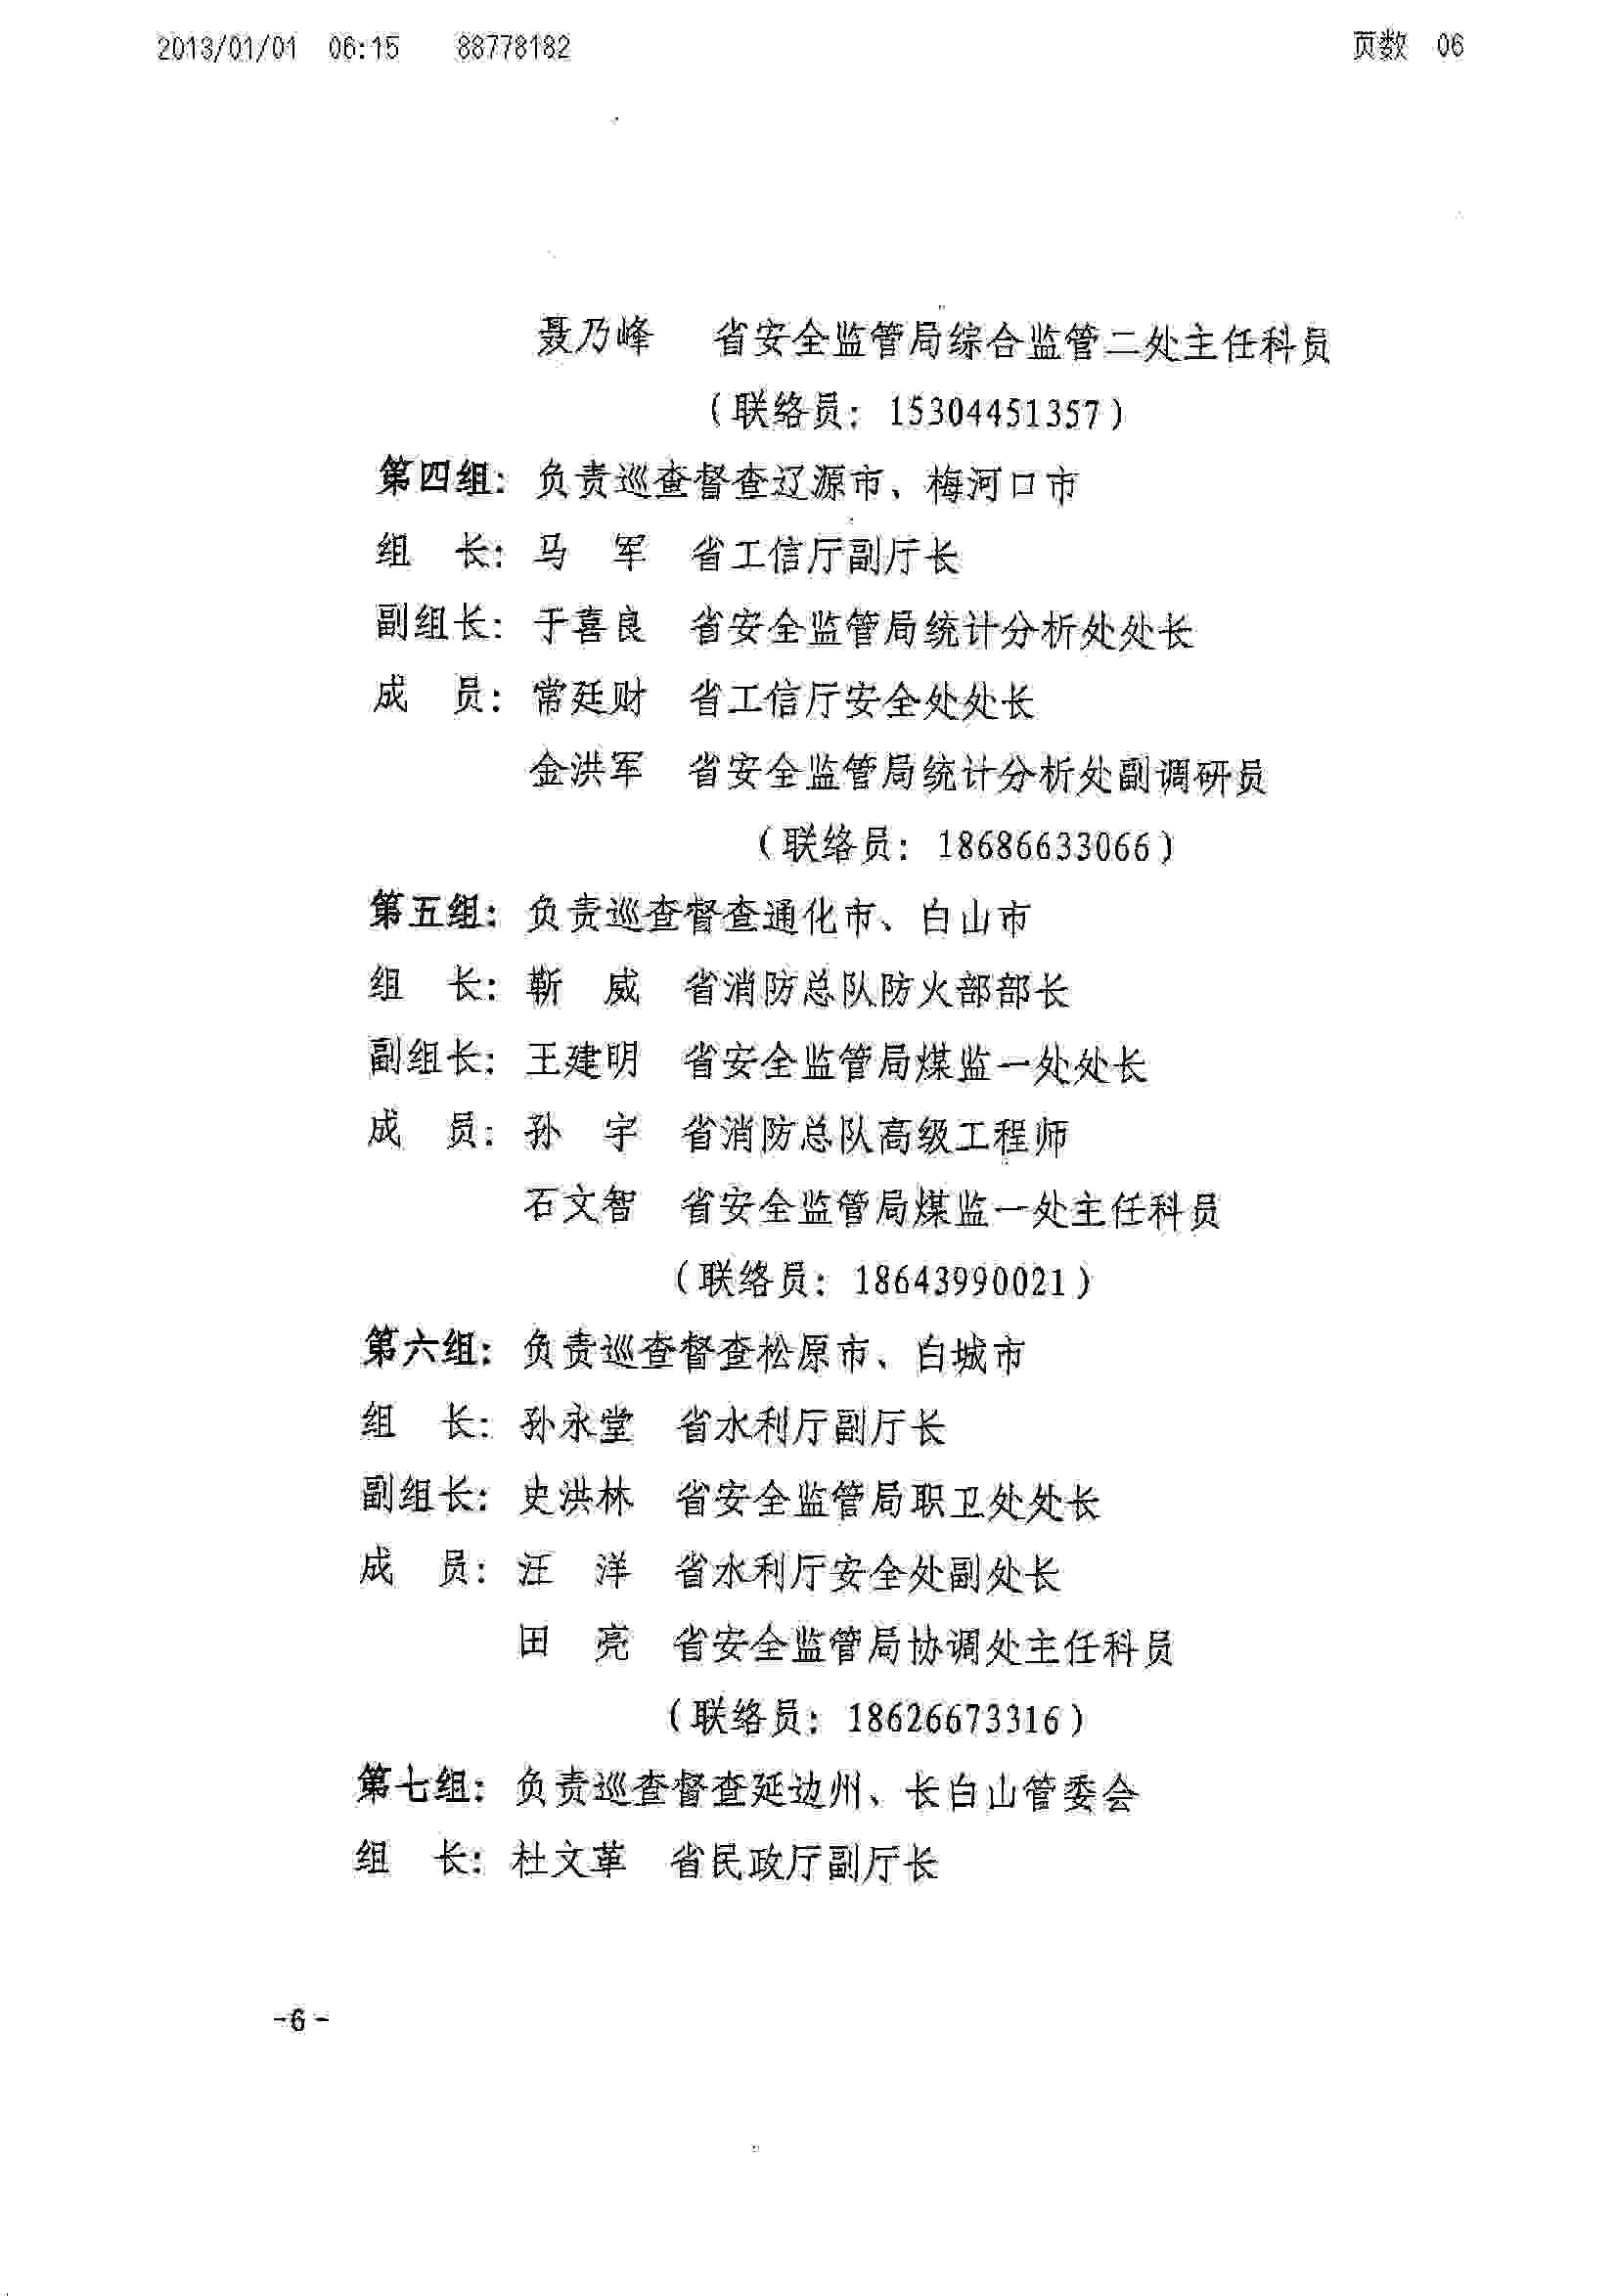 2013/01/01 06:15 88778182 页数 06
聂乃峰 省安全监管局综合监管二处主任科员
（联络员：15304451357）
第四组：负责巡查督查辽源市、梅河口市
组 长：马 军 省工信厅副厅长
副组长：于喜良 省安全监管局统计分析处处长
成 员：常廷财 省工信厅安全处处长
金洪军 省安全监管局统计分析处副调研员
（联络员：18686633066）
第五组：负责巡查督查通化市、白山市
组 长：靳 威 省消防总队防火部部长
副组长：王建明 省安全监管局煤监一处处长
成 员：孙 宇 省消防总队高级工程师
石文智 省安全监管局煤监一处主任科员
（联络员：18643990021）
第六组：负责巡查督查松原市、白城市
组 长：孙永堂 省水利厅副厅长
副组长：史洪林 省安全监管局职卫处处长
成 员：汪 洋 省水利厅安全处副处长
田 亮 省安全监管局协调处主任科员
（联络员：18626673316）
第七组：负责巡查督查延边州、长白山管委会
组 长：杜文革 省民政厅副厅长
-6-